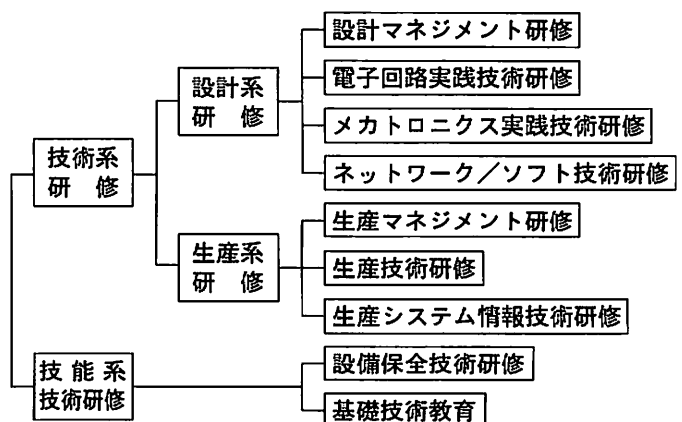 設計マネジメント研修
電子回路実践技術研修
メカトロニクス実践技術研修
ネットワーク／ソフト技術研修
設計系
研修
技術系
研修
生産マネジメント研修
生産技術研修
生産システム情報技術研修
生産系
研修
設備保全技術研修
基礎技術教育
技能系
技術研修